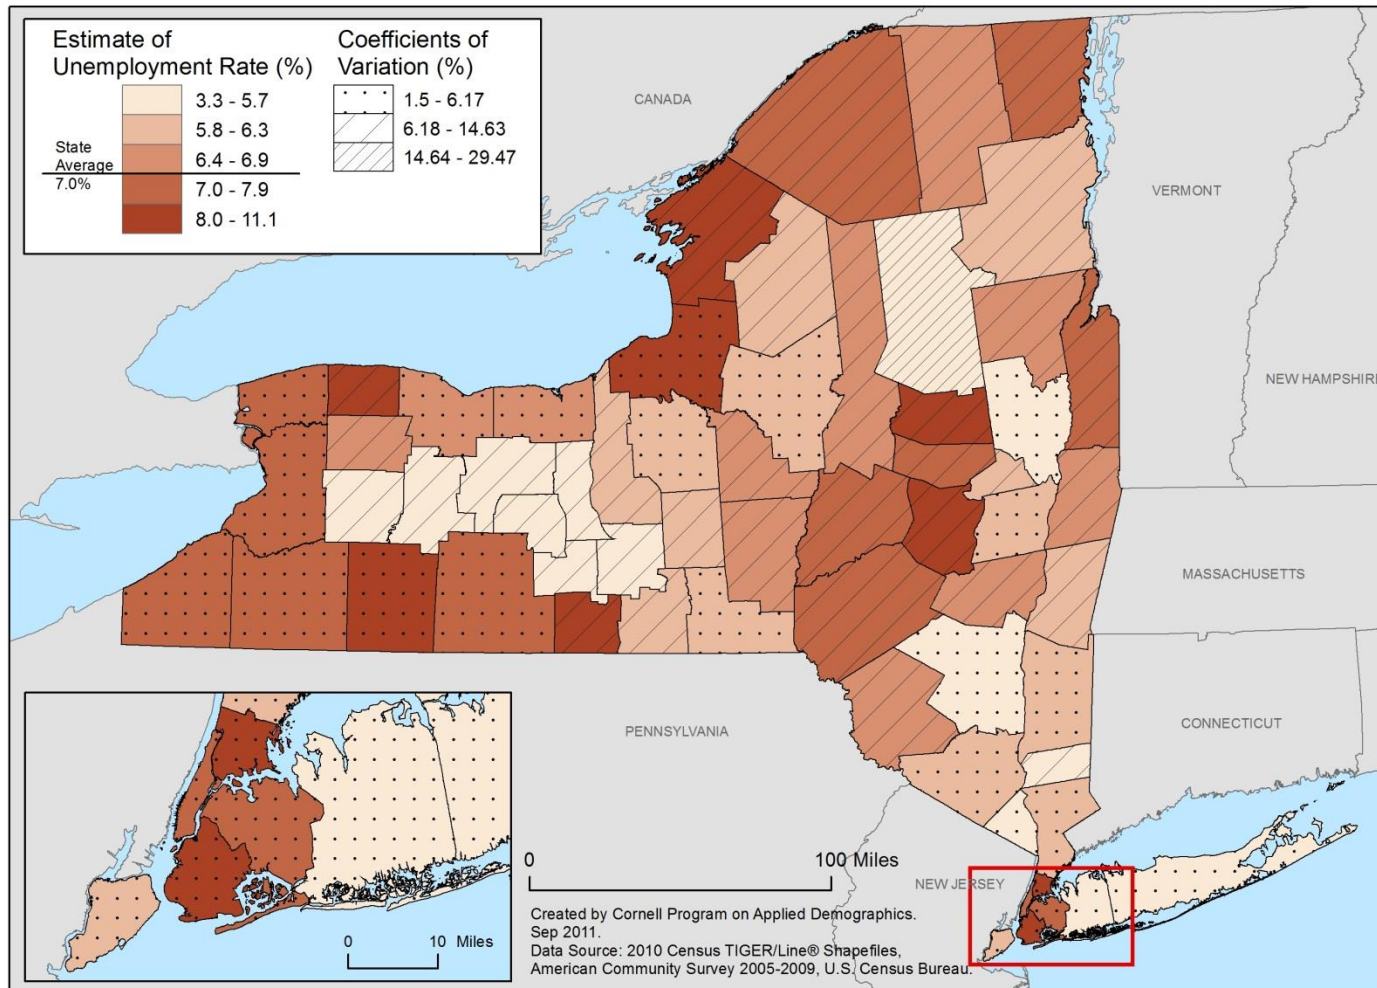 Estimate of
Unemployment Rate (%)
3.3 - 5.7
5.8 - 6.3
State
Average
6.4 - 6.9
7.0%
7.0 - 7.9
8.0 - 11.1
Coefficients of
Variation (%)
1.5 - 6.17
6.18 - 14.63
14.64 - 29.47
CANADA
VERMONT
NEW HAMPSHIRE
MASSACHUSETTS
CONNECTICUT
PENNSYLVANIA
NEW JERSEY
0 100 Miles
0 10 Miles
Created by Cornell Program on Applied Demographics.
Sep 2011.
Data Source: 2010 Census TIGER/Line® Shapefiles,
American Community Survey 2005-2009, U.S. Census Bureau.